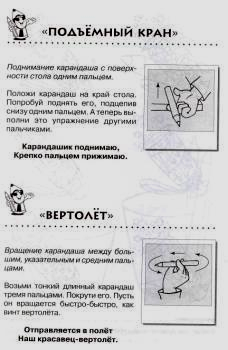 «ПОДЪЁМНЫЙ КРАН»
Поднимание карандаша с поверх-
ности стола одним пальцем.
Положи карандаш на край стола.
Попробуй поднять его, подцепив
снизу одним пальцем. А теперь вы-
полни это упражнение другими
пальчиками.
Карандашик поднимаю,
Крепко пальцем прижимаю.
«ВЕРТОЛЁТ»
Вращение карандаша между боль-
шим, указательным и средним паль-
цами.
Возьми тонкий длинный карандаш
тремя пальцами. Покрути его. Пусть
он вращается быстро-быстро, как
винт вертолёта.
Отправляется в полёт
Наш красавец-вертолёт.